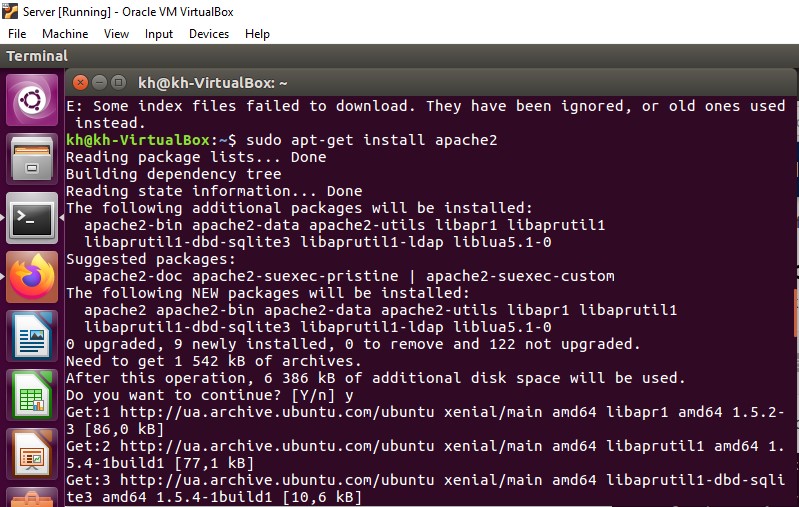 Server [Running] - Oracle VM VirtualBox
File Machine View Input Devices Help
Terminal
kh@kh-VirtualBox: ~
E: Some index files failed to download. They have been ignored, or old ones used
 instead.
kh@kh-VirtualBox:~$ sudo apt-get install apache2
Reading package lists... Done
Building dependency tree
Reading state information... Done
The following additional packages will be installed:
  apache2-bin apache2-data apache2-utils libapr1 libaprutil1
  libaprutil1-dbd-sqlite3 libaprutil1-ldap liblua5.1-0
Suggested packages:
  apache2-doc apache2-suexec-pristine | apache2-suexec-custom
The following NEW packages will be installed:
  apache2 apache2-bin apache2-data apache2-utils libapr1 libaprutil1
  libaprutil1-dbd-sqlite3 libaprutil1-ldap liblua5.1-0
0 upgraded, 9 newly installed, 0 to remove and 122 not upgraded.
Need to get 1 542 kB of archives.
After this operation, 6 386 kB of additional disk space will be used.
Do you want to continue? [Y/n] y
Get:1 http://ua.archive.ubuntu.com/ubuntu xenial/main amd64 libapr1 amd64 1.5.2-
3 [86,0 kB]
Get:2 http://ua.archive.ubuntu.com/ubuntu xenial/main amd64 libaprutil1 amd64 1.
5.4-1build1 [77,1 kB]
Get:3 http://ua.archive.ubuntu.com/ubuntu xenial/main amd64 libaprutil1-dbd-sqli
te3 amd64 1.5.4-1build1 [10,6 kB]